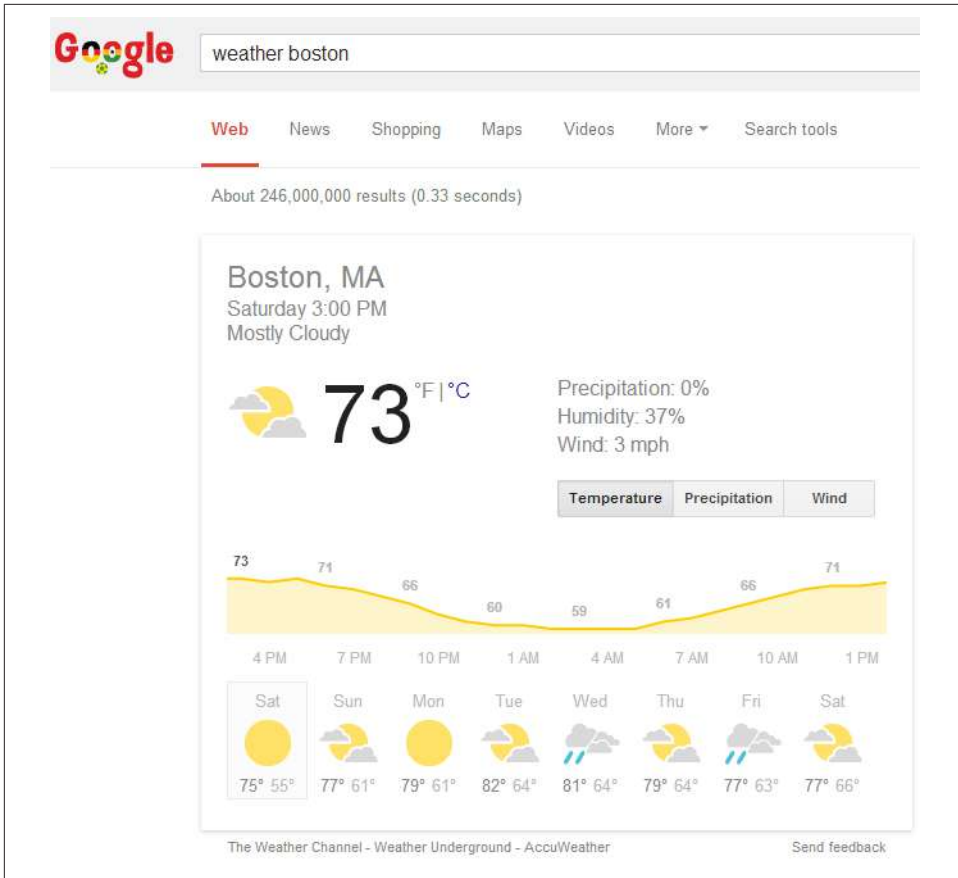 Google
weather boston
Web News Shopping Maps Videos More Search tools
About 246,000,000 results (0.33 seconds)
Boston, MA
Saturday 3:00 PM
Mostly Cloudy
73 °F | °C
Precipitation: 0%
Humidity: 37%
Wind: 3 mph
Temperature Precipitation Wind
73 71 66 60 59 61 66 71
4 PM 7 PM 10 PM 1 AM 4 AM 7 AM 10 AM 1 PM
Sat Sun Mon Tue Wed Thu Fri Sat
75° 55° 77° 61° 79° 61° 82° 64° 81° 64° 79° 64° 77° 63° 77° 66°
The Weather Channel - Weather Underground - AccuWeather Send feedback